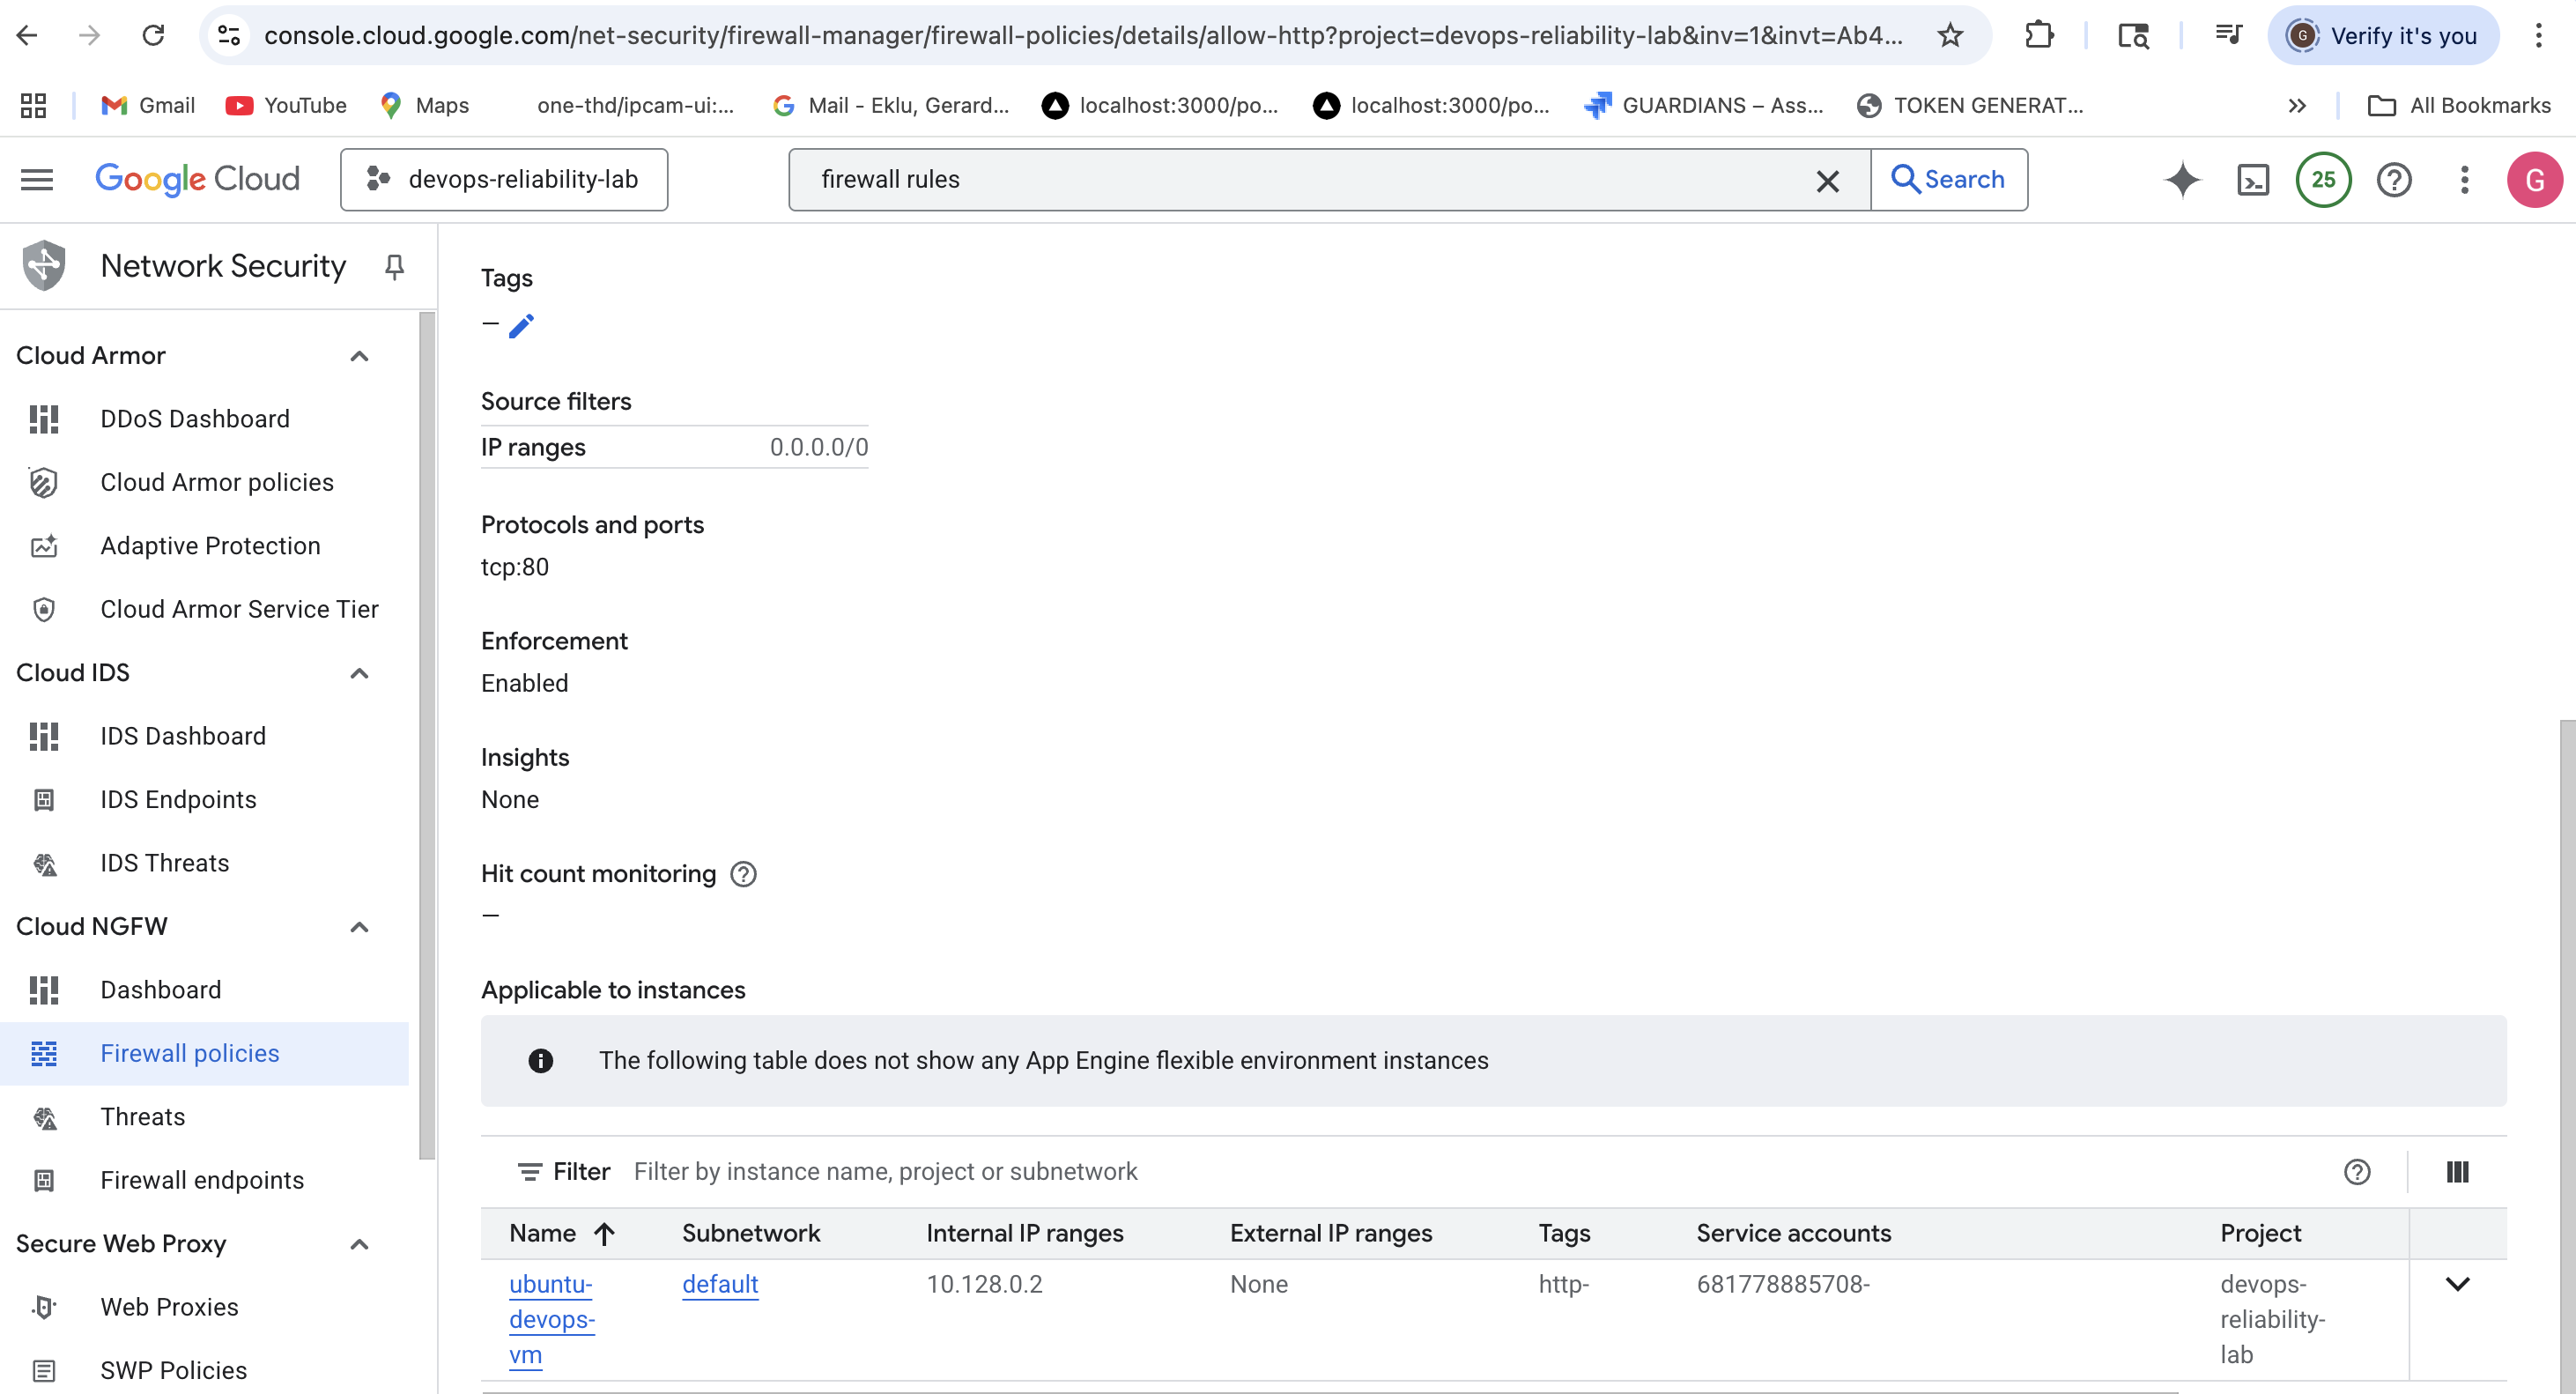 console.cloud.google.com/net-security/firewall-manager/firewall-policies/details/allow-http?project=devops-reliability-lab&inv=1&invt=Ab4...
Verify it's you
Gmail
YouTube
Maps
one-thd/ipcam-ui:...
Mail - Eklu, Gerard...
localhost:3000/po...
localhost:3000/po...
GUARDIANS – Ass...
TOKEN GENERAT...
All Bookmarks
Google Cloud
devops-reliability-lab
firewall rules
Search
25
G
Network Security
Cloud Armor
DDoS Dashboard
Cloud Armor policies
Adaptive Protection
Cloud Armor Service Tier
Cloud IDS
IDS Dashboard
IDS Endpoints
IDS Threats
Cloud NGFW
Dashboard
Firewall policies
Threats
Firewall endpoints
Secure Web Proxy
Web Proxies
SWP Policies
Tags
—
Source filters
IP ranges 0.0.0.0/0
Protocols and ports
tcp:80
Enforcement
Enabled
Insights
None
Hit count monitoring
—
Applicable to instances
The following table does not show any App Engine flexible environment instances
Filter Filter by instance name, project or subnetwork
Name Subnetwork Internal IP ranges External IP ranges Tags Service accounts Project
ubuntu- default 10.128.0.2 None http- 681778885708- devops-
devops- reliability-
vm lab